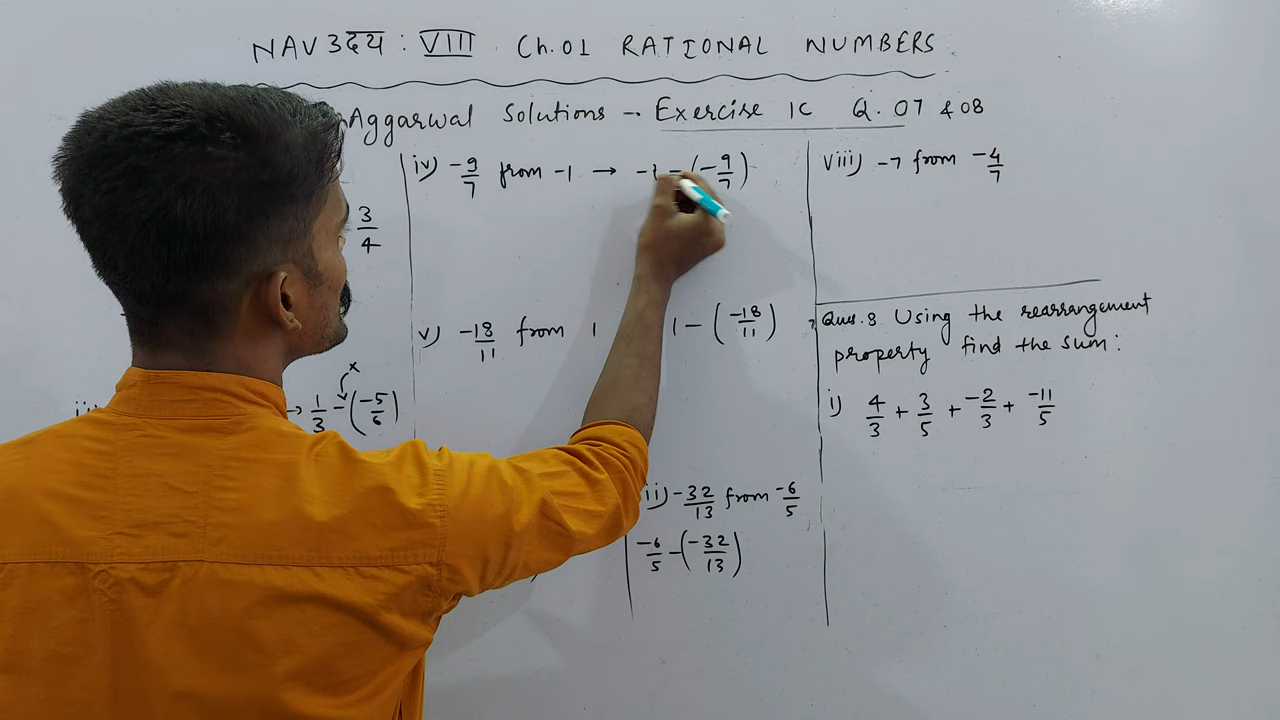 NAV उदय : VIII Ch.01 RATIONAL NUMBERS
Aggarwal Solutions - Exercise 1C Q. 07 & 08
3/4
x
→ 1/3 - (-5/6)
iv) -9/7 from -1 → -1 - (-9/7)
v) -18/11 from 1 1 - (-18/11)
-32/13 from -6/5
-6/5 - (-32/13)
viii) -7 from -4/7
Que.8 Using the rearrangement
property find the sum:
i) 4/3 + 3/5 + -2/3 + -11/5